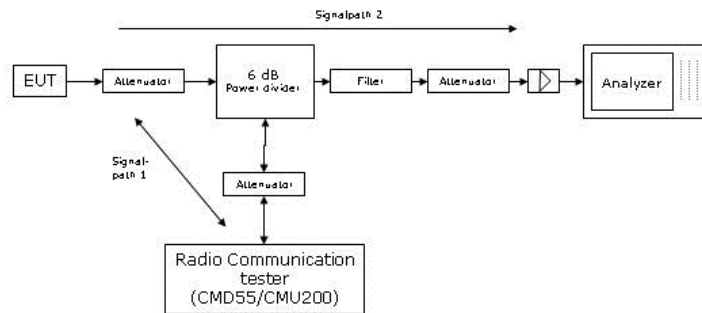 Signalpath 2
EUT
Attenuator
6 dB
Power divider
Filter
Attenuator
Analyzer
Signal-
path 1
Attenuator
Radio Communication
tester
(CMD55/CMU200)